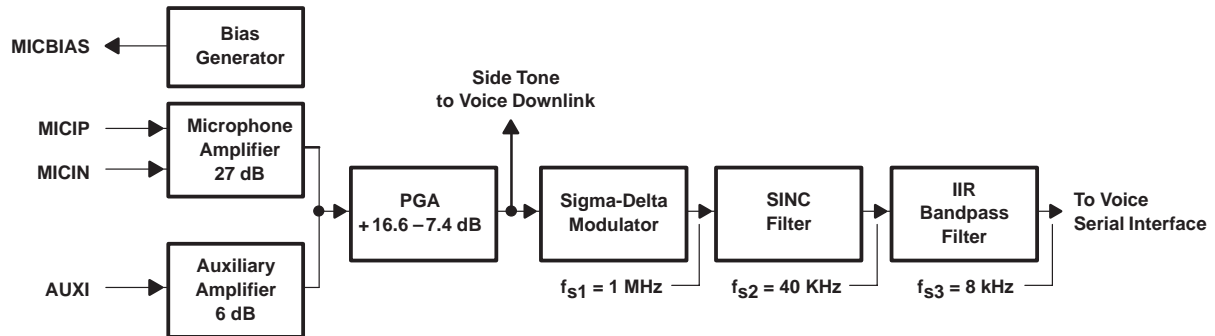 MICBIAS
Bias
Generator
Side Tone
to Voice Downlink
MICIP
MICIN
Microphone
Amplifier
27 dB
PGA
+16.6 –7.4 dB
Sigma-Delta
Modulator
SINC
Filter
IIR
Bandpass
Filter
To Voice
Serial Interface
AUXI
Auxiliary
Amplifier
6 dB
fS1 = 1 MHz
fS2 = 40 KHz
fS3 = 8 kHz